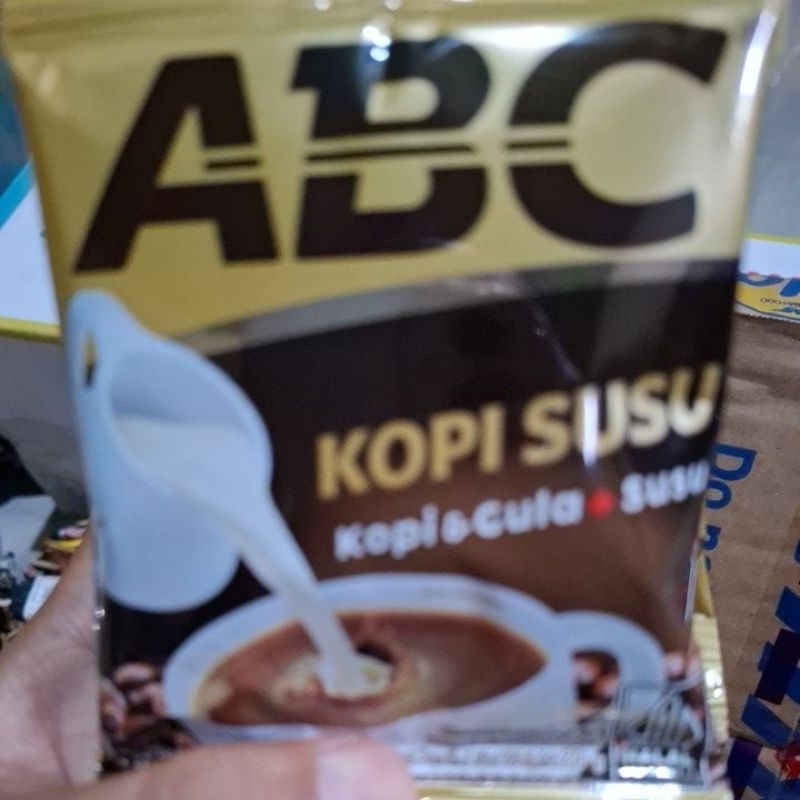 ABC
KOPI SUSU
Kopi & Gula + Susu